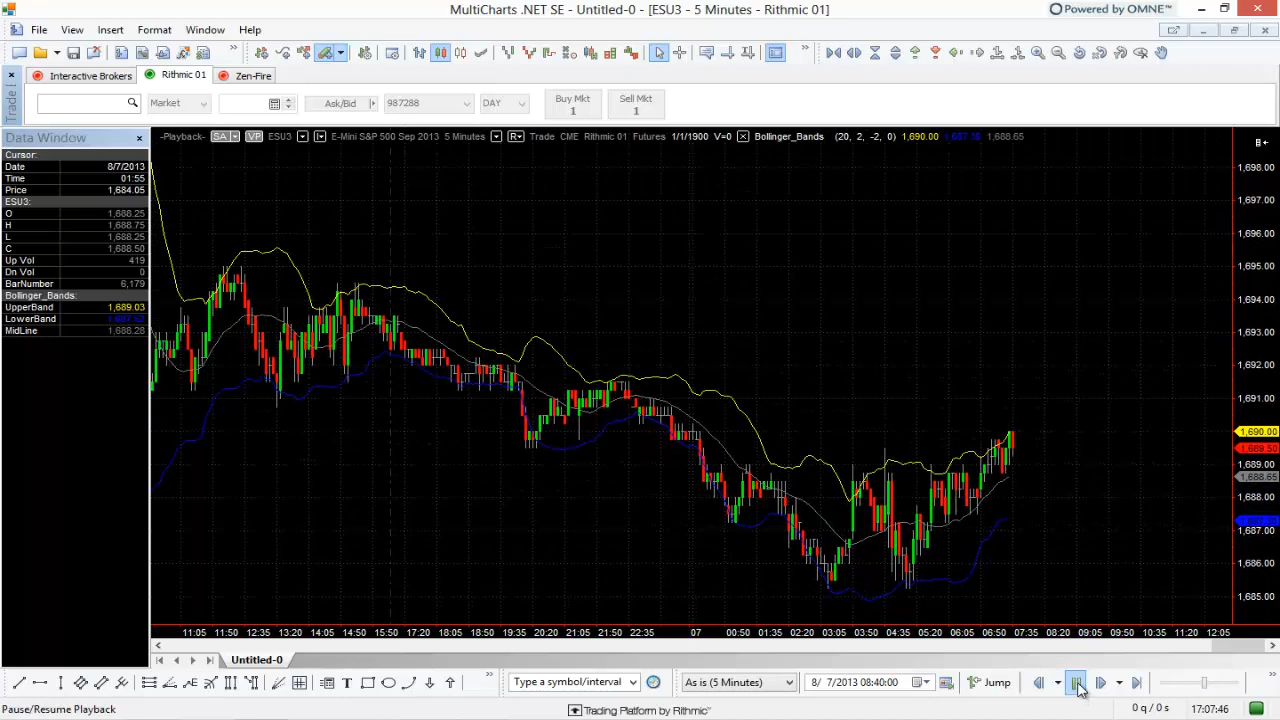 MultiCharts .NET SE - Untitled-0 - [ESU3 - 5 Minutes - Rithmic 01]
Powered by OMNE™
File View Insert Format Window Help
Interactive Brokers Rithmic 01 Zen-Fire
Trade
Market Ask/Bid 987288 DAY
Buy Mkt
1
Sell Mkt
1
Data Window
Cursor:
Date 8/7/2013
Time 01:55
Price 1,684.05
ESU3:
O 1,688.25
H 1,688.75
L 1,688.25
C 1,688.50
Up Vol 419
Dn Vol 0
BarNumber 6,179
Bollinger_Bands:
UpperBand 1,689.03
LowerBand
MidLine 1,688.28
-Playback- SA VP ESU3 E-Mini S&P 500 Sep 2013 5 Minutes R Trade CME Rithmic 01 Futures 1/1/1900 V=0 Bollinger_Bands (20, 2, -2, 0) 1,690.00 1,688.65
1,698.00
1,697.00
1,696.00
1,695.00
1,694.00
1,693.00
1,692.00
1,691.00
1,690.00
1,689.50
1,689.00
1,688.65
1,688.00
1,687.00
1,686.00
1,685.00
11:05 11:50 12:35 13:20 14:05 14:50 15:50 17:20 18:05 18:50 19:35 20:20 21:05 21:50 22:35 07 00:50 01:35 02:20 03:05 03:50 04:35 05:20 06:05 06:50 07:35 08:20 09:05 09:50 10:35 11:20 12:05
Untitled-0
Type a symbol/interval As is (5 Minutes) 8/ 7/2013 08:40:00 Jump
Pause/Resume Playback
Trading Platform by Rithmic™
0 q / 0 s 17:07:46